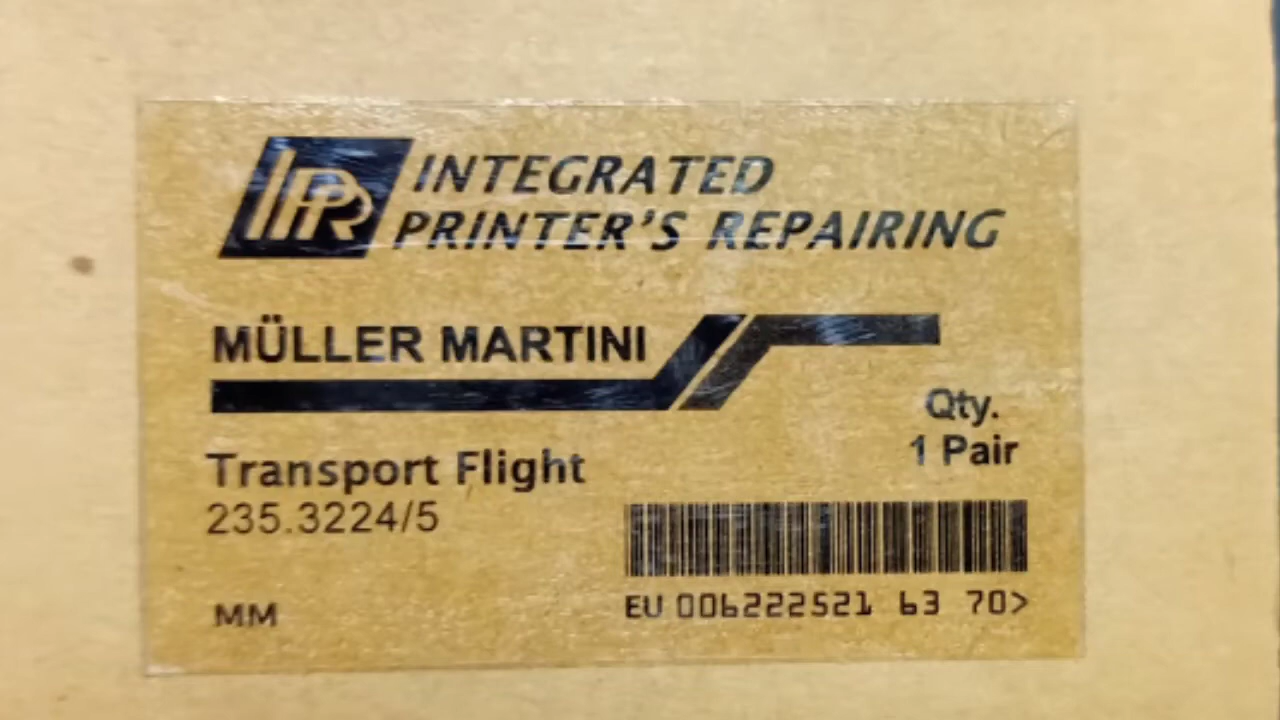 IPR INTEGRATED
PRINTER'S REPAIRING
MÜLLER MARTINI
Qty.
1 Pair
Transport Flight
235.3224/5
MM
EU 006222521 63 70>